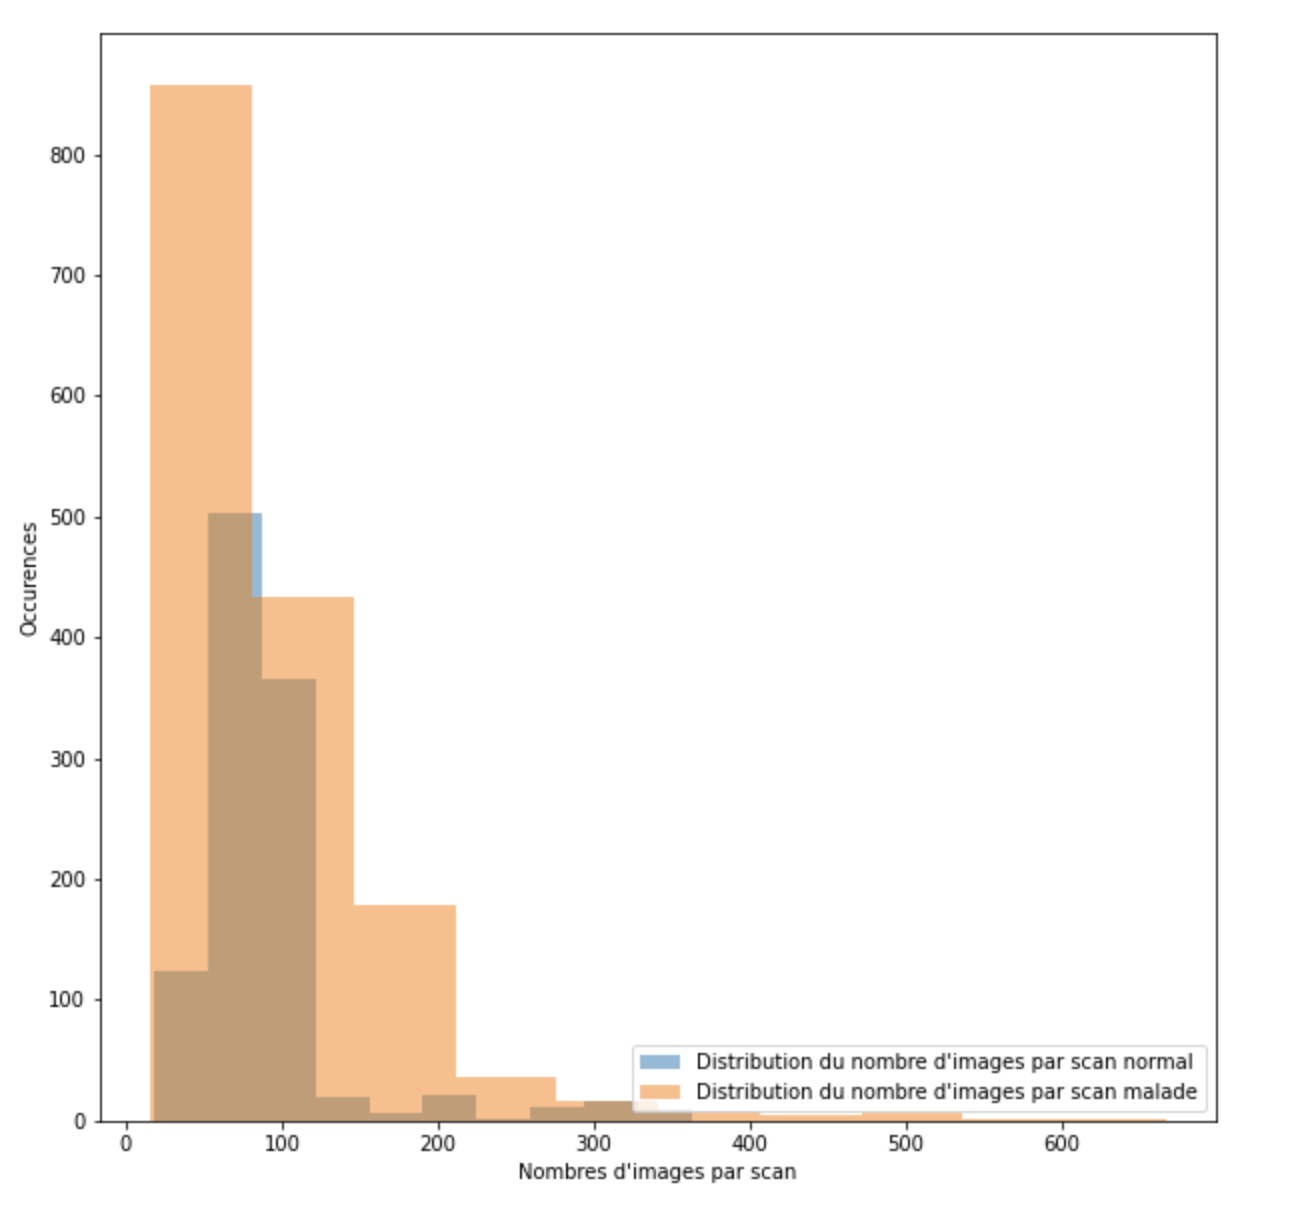 800
700
600
500
400
300
200
100
0
Occurences
Distribution du nombre d'images par scan normal
Distribution du nombre d'images par scan malade
0 100 200 300 400 500 600
Nombres d'images par scan